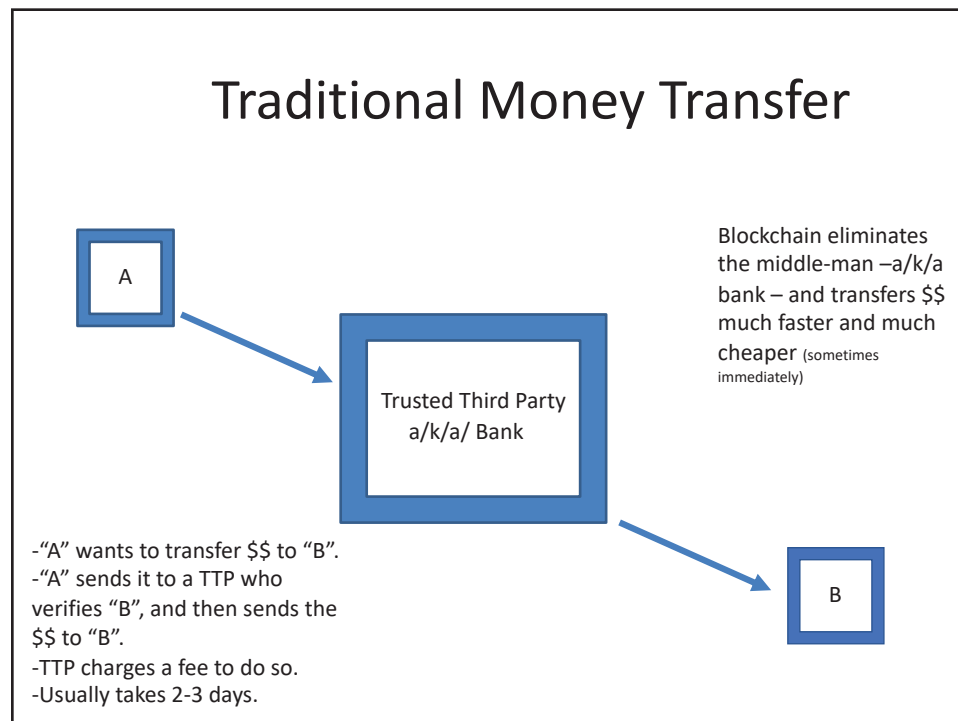 Traditional Money Transfer
A
Blockchain eliminates
the middle-man –a/k/a
bank – and transfers $$
much faster and much
cheaper (sometimes
immediately)
Trusted Third Party
a/k/a/ Bank
-“A” wants to transfer $$ to “B”.
-“A” sends it to a TTP who
verifies “B”, and then sends the
$$ to “B”.
-TTP charges a fee to do so.
-Usually takes 2-3 days.
B